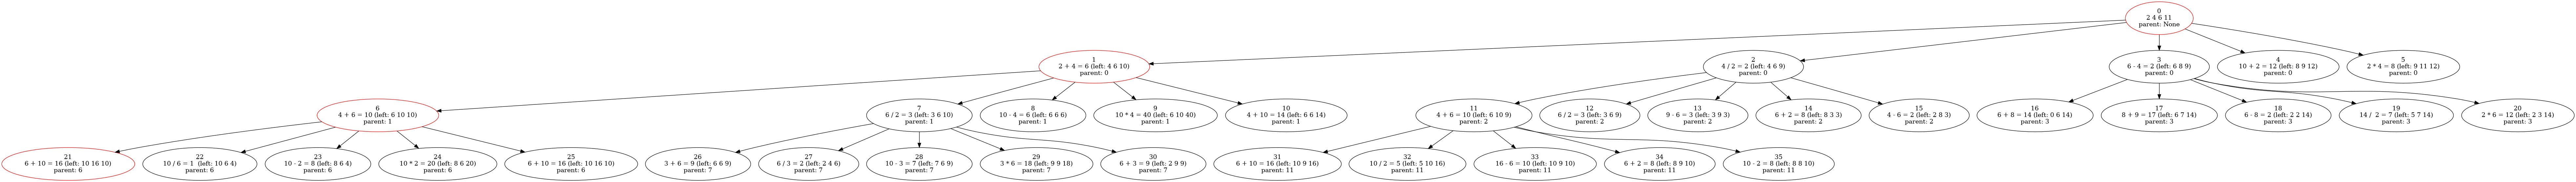 0
2 4 6 11
parent: None
1
2 + 4 = 6 (left: 4 6 10)
parent: 0
2
4 / 2 = 2 (left: 4 6 9)
parent: 0
3
6 - 4 = 2 (left: 6 8 9)
parent: 0
4
10 + 2 = 12 (left: 8 9 12)
parent: 0
5
2 * 4 = 8 (left: 9 11 12)
parent: 0
6
4 + 6 = 10 (left: 6 10 10)
parent: 1
7
6 / 2 = 3 (left: 3 6 10)
parent: 1
8
10 - 4 = 6 (left: 6 6 6)
parent: 1
9
10 * 4 = 40 (left: 6 10 40)
parent: 1
10
4 + 10 = 14 (left: 6 6 14)
parent: 1
11
4 + 6 = 10 (left: 6 10 9)
parent: 2
12
6 / 2 = 3 (left: 3 6 9)
parent: 2
13
9 - 6 = 3 (left: 3 9 3)
parent: 2
14
6 + 2 = 8 (left: 8 3 3)
parent: 2
15
4 - 6 = 2 (left: 2 8 3)
parent: 2
16
6 + 8 = 14 (left: 0 6 14)
parent: 3
17
8 + 9 = 17 (left: 6 7 14)
parent: 3
18
6 - 8 = 2 (left: 2 2 14)
parent: 3
19
14 /  2 = 7 (left: 5 7 14)
parent: 3
20
2 * 6 = 12 (left: 2 3 14)
parent: 3
21
6 + 10 = 16 (left: 10 16 10)
parent: 6
22
10 / 6 = 1  (left: 10 6 4)
parent: 6
23
10 - 2 = 8 (left: 8 6 4)
parent: 6
24
10 * 2 = 20 (left: 8 6 20)
parent: 6
25
6 + 10 = 16 (left: 10 16 10)
parent: 6
26
3 + 6 = 9 (left: 6 6 9)
parent: 7
27
6 / 3 = 2 (left: 2 4 6)
parent: 7
28
10 - 3 = 7 (left: 7 6 9)
parent: 7
29
3 * 6 = 18 (left: 9 9 18)
parent: 7
30
6 + 3 = 9 (left: 2 9 9)
parent: 7
31
6 + 10 = 16 (left: 10 9 16)
parent: 11
32
10 / 2 = 5 (left: 5 10 16)
parent: 11
33
16 - 6 = 10 (left: 10 9 10)
parent: 11
34
6 + 2 = 8 (left: 8 9 10)
parent: 11
35
10 - 2 = 8 (left: 8 8 10)
parent: 11